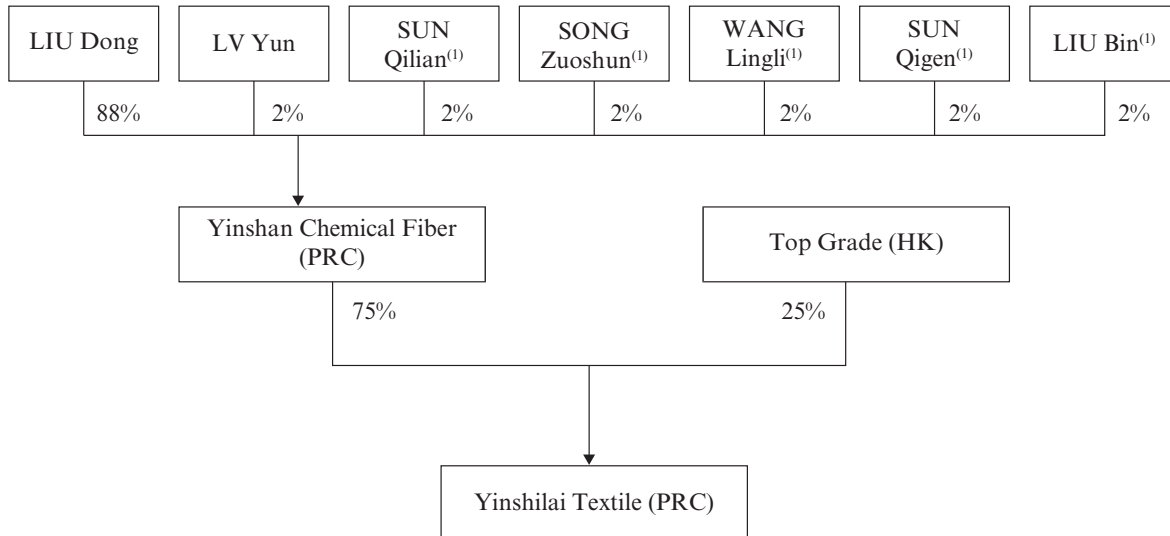 LIU Dong
LV Yun
SUN
Qilian(1)
SONG
Zuoshun(1)
WANG
Lingli(1)
SUN
Qigen(1)
LIU Bin(1)
88%
2%
2%
2%
2%
2%
2%
Yinshan Chemical Fiber
(PRC)
Top Grade (HK)
75%
25%
Yinshilai Textile (PRC)